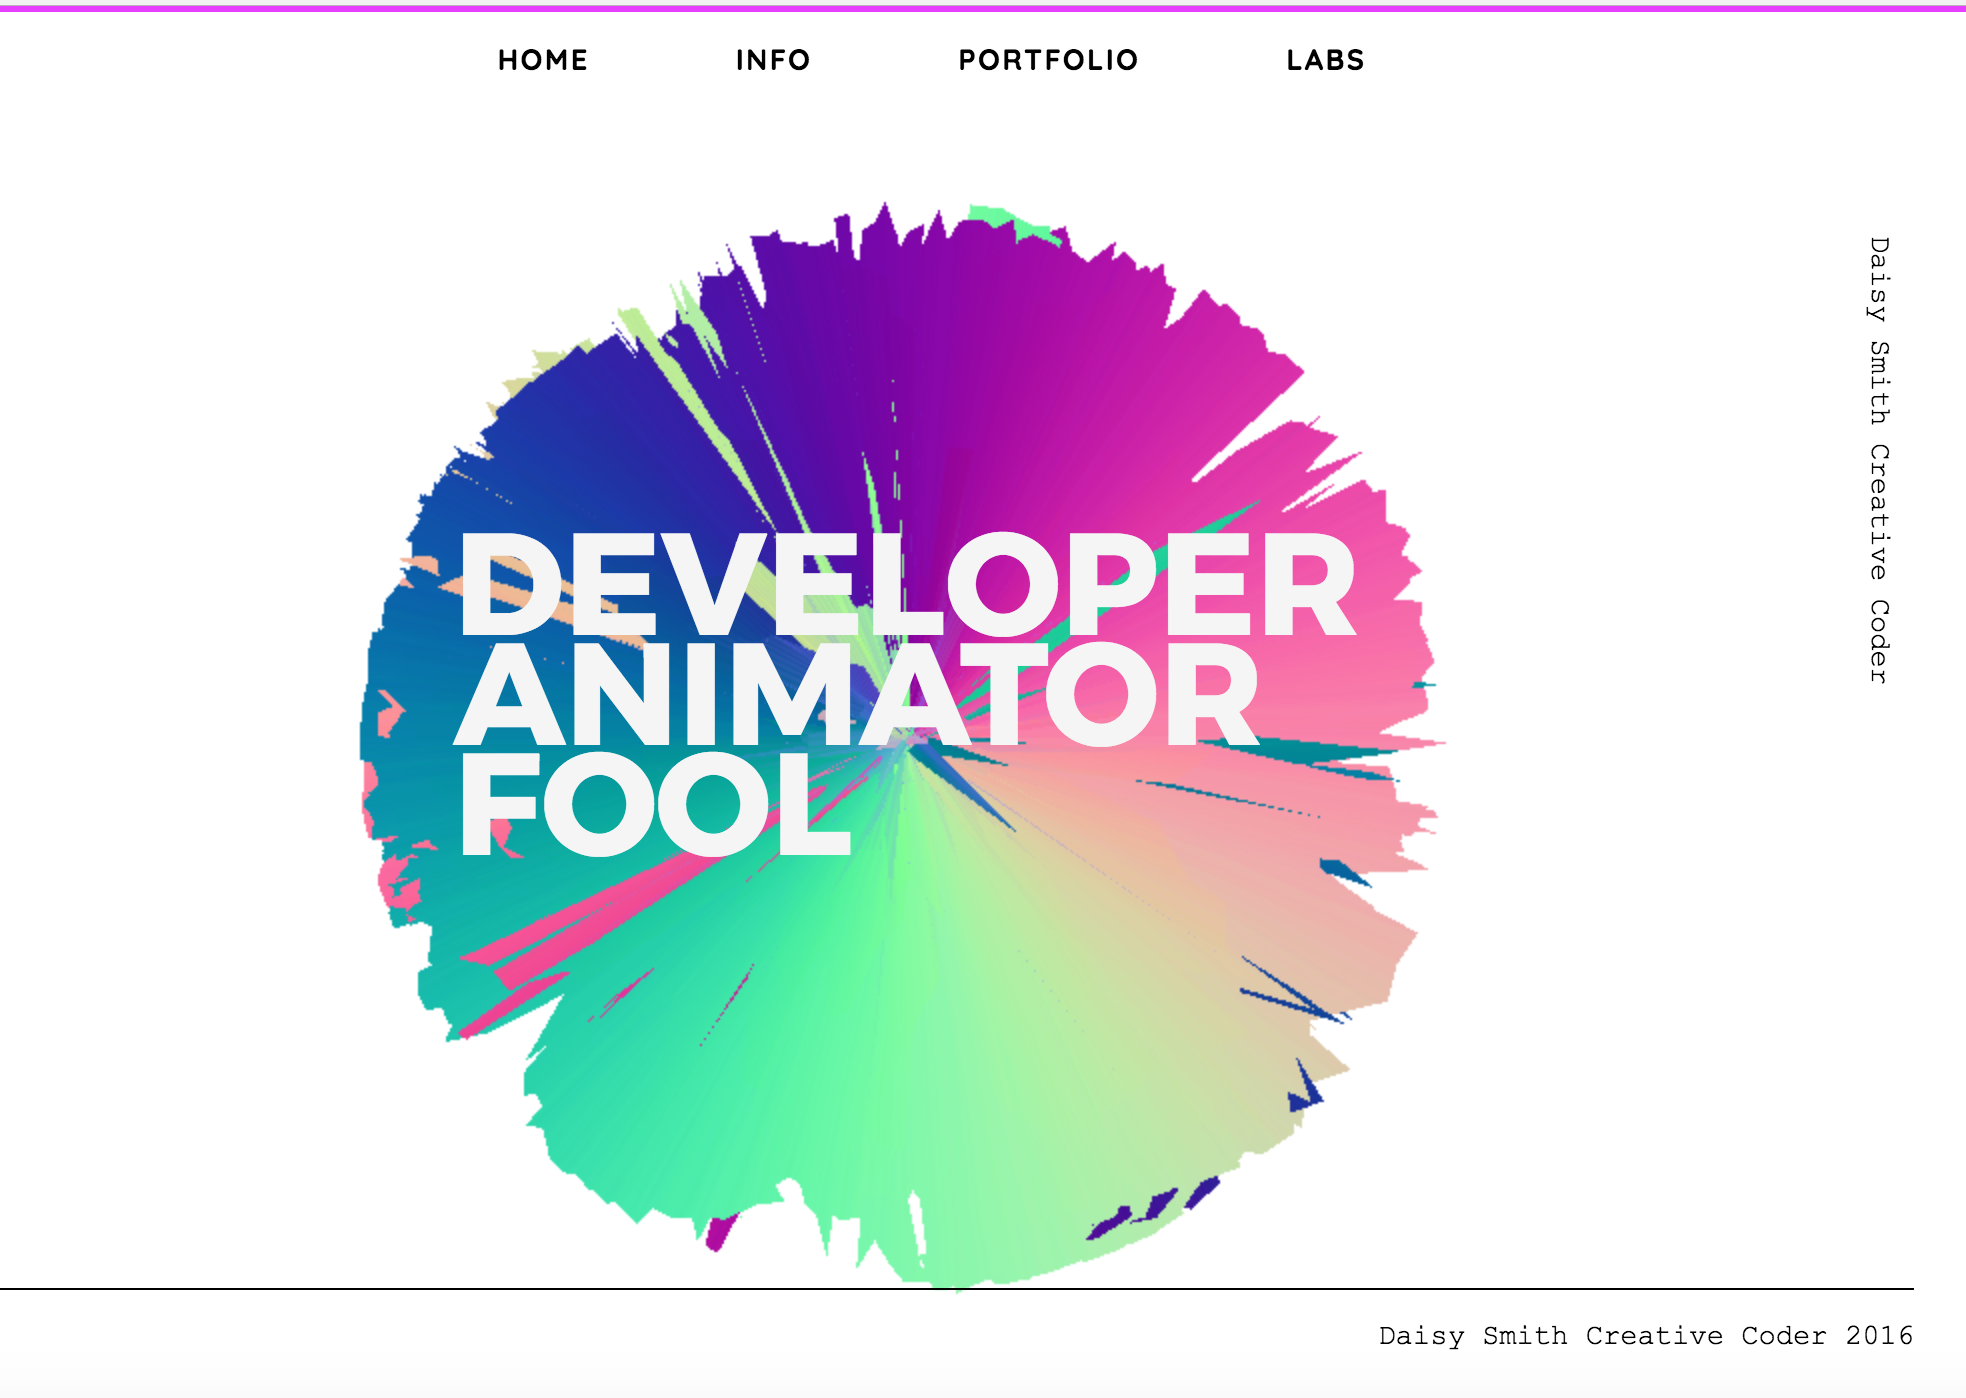 HOME INFO PORTFOLIO LABS
DEVELOPER
ANIMATOR
FOOL
Daisy Smith Creative Coder
Daisy Smith Creative Coder 2016